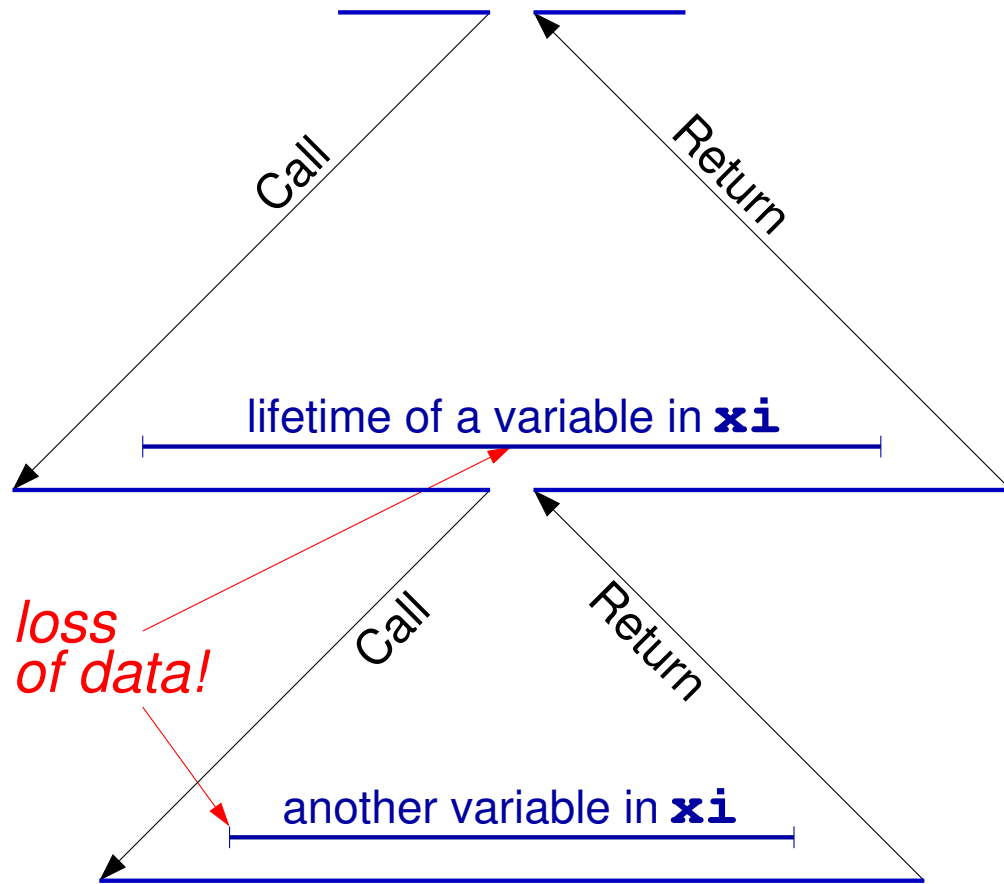 Call
Return
lifetime of a variable in xi
loss
of data!
Call
Return
another variable in xi